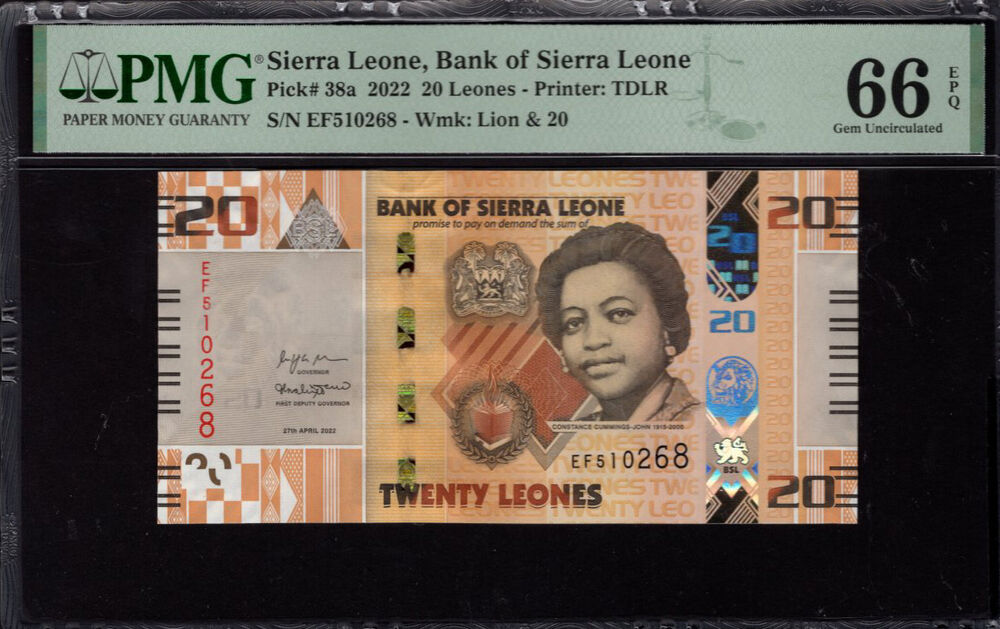 PMG®
PAPER MONEY GUARANTY
Sierra Leone, Bank of Sierra Leone
Pick# 38a 2022 20 Leones - Printer: TDLR
S/N EF510268 - Wmk: Lion & 20
66 EPQ
Gem Uncirculated
20
BSL
BANK OF SIERRA LEONE
promise to pay on demand the sum of
BSL
20
20
EF510268
GOVERNOR
FIRST DEPUTY GOVERNOR
27th APRIL 2022
20
CONSTANCE CUMMINGS-JOHN 1918-2000
EF510268
BSL
TWENTY LEONES
20